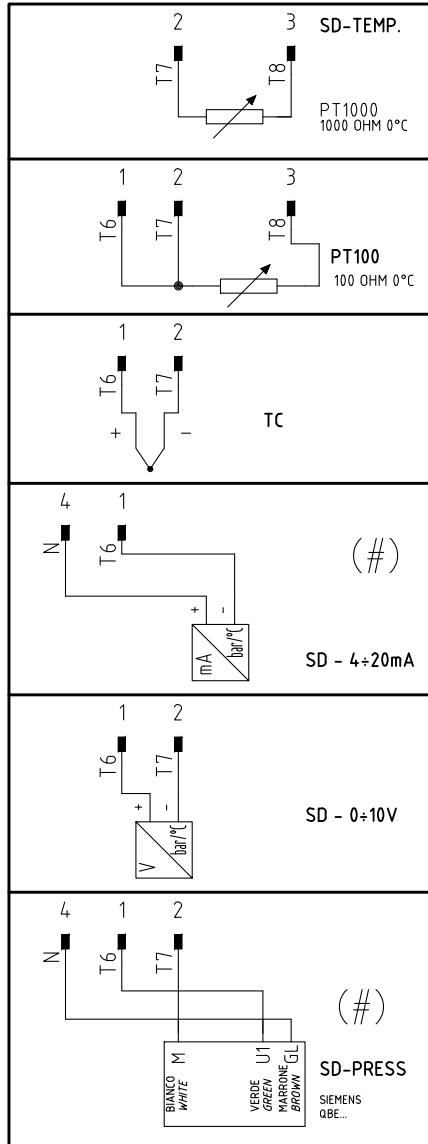 2 3 SD-TEMP.
T7 T8
PT1000
1000 OHM 0°C
1 2 3
T6 T7 T8
PT100
100 OHM 0°C
1 2
T6 T7
+ -
TC
4 1
N T6
(#)
+ -
mA bar/°C
SD - 4÷20mA
1 2
T6 T7
+ -
V bar/°C
SD - 0÷10V
4 1 2
N T6 T7
(#)
M U1 GL
BIANCO
WHITE
VERDE
GREEN
MARRONE
BROWN
SD-PRESS
SIEMENS
QBE...